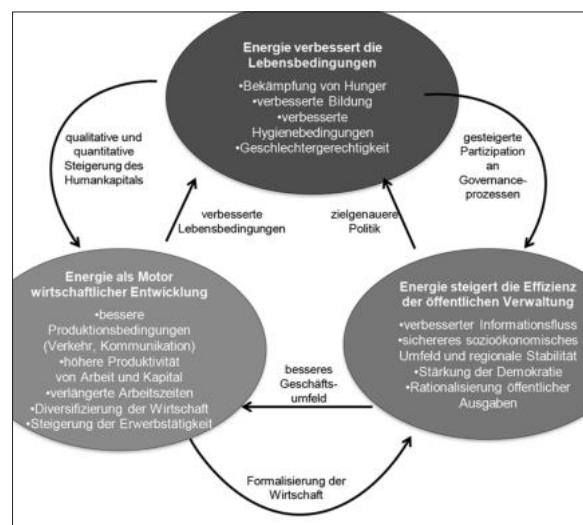 Energie verbessert die
Lebensbedingungen
•Bekämpfung von Hunger
•verbesserte Bildung
•verbesserte
Hygienebedingungen
•Geschlechtergerechtigkeit
qualitative und
quantitative
Steigerung des
Humankapitals
gesteigerte
Partizipation
an
Governance-
prozessen
verbesserte
Lebensbedingungen
zielgenauere
Politik
Energie als Motor
wirtschaftlicher Entwicklung
•bessere
Produktionsbedingungen
(Verkehr, Kommunikation)
•höhere Produktivität
von Arbeit und Kapital
•verlängerte Arbeitszeiten
•Diversifizierung der Wirtschaft
•Steigerung der Erwerbstätigkeit
Energie steigert die Effizienz
der öffentlichen Verwaltung
•verbesserter Informationsfluss
•sichereres sozioökonomisches
Umfeld und regionale Stabilität
•Stärkung der Demokratie
•Rationalisierung öffentlicher
Ausgaben
besseres
Geschäfts-
umfeld
Formalisierung der
Wirtschaft